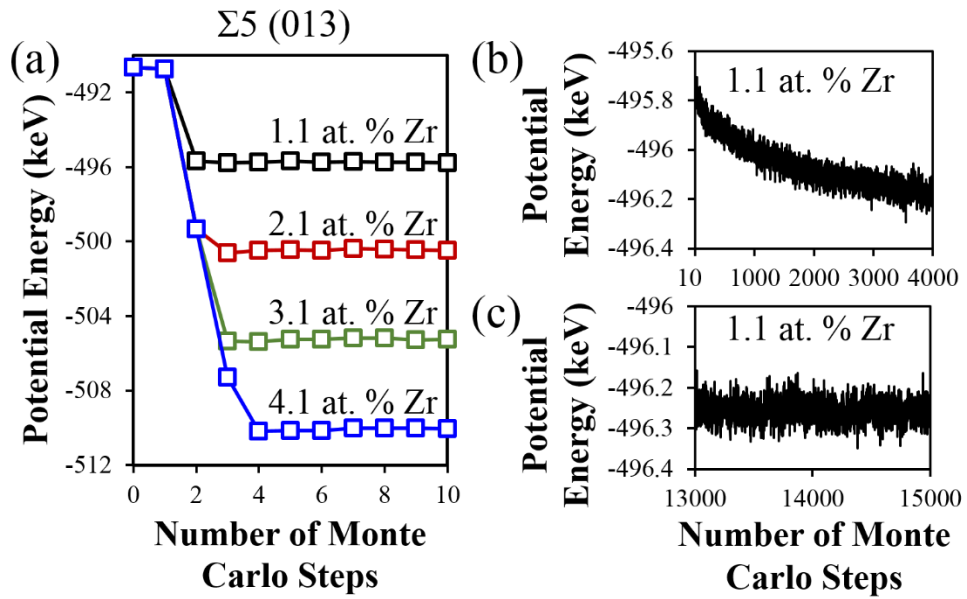 Σ5 (013)
(a)
Potential Energy (keV)
-492
-496
-500
-504
-508
-512
1.1 at. % Zr
2.1 at. % Zr
3.1 at. % Zr
4.1 at. % Zr
0 2 4 6 8 10
Number of Monte
Carlo Steps
(b)
Potential
Energy (keV)
-495.6
-495.8
-496
-496.2
-496.4
1.1 at. % Zr
10 1000 2000 3000 4000
(c)
Potential
Energy (keV)
-496
-496.1
-496.2
-496.3
-496.4
1.1 at. % Zr
13000 14000 15000
Number of Monte
Carlo Steps